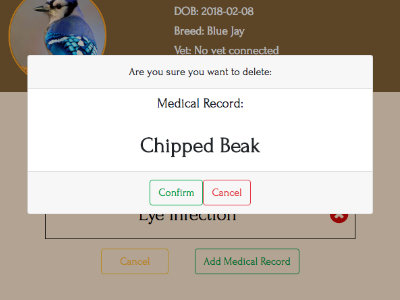 DOB: 2018-02-08
Breed: Blue Jay
Vet: No vet connected
Are you sure you want to delete:
Medical Record:
Chipped Beak
Confirm Cancel
Eye Infection
Cancel Add Medical Record